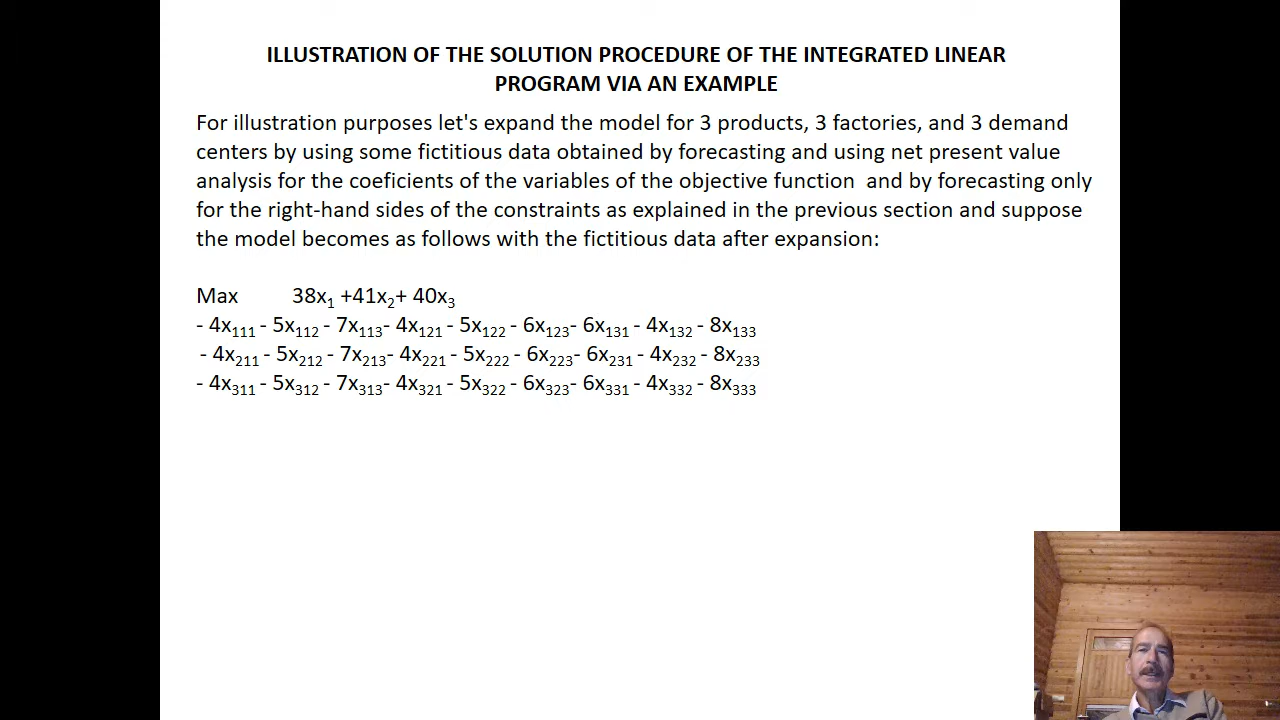 ILLUSTRATION OF THE SOLUTION PROCEDURE OF THE INTEGRATED LINEAR
PROGRAM VIA AN EXAMPLE
For illustration purposes let's expand the model for 3 products, 3 factories, and 3 demand
centers by using some fictitious data obtained by forecasting and using net present value
analysis for the coeficients of the variables of the objective function and by forecasting only
for the right-hand sides of the constraints as explained in the previous section and suppose
the model becomes as follows with the fictitious data after expansion:
Max 38x₁ +41x₂+ 40x₃
- 4x₁₁₁ - 5x₁₁₂ - 7x₁₁₃- 4x₁₂₁ - 5x₁₂₂ - 6x₁₂₃- 6x₁₃₁ - 4x₁₃₂ - 8x₁₃₃
- 4x₂₁₁ - 5x₂₁₂ - 7x₂₁₃- 4x₂₂₁ - 5x₂₂₂ - 6x₂₂₃- 6x₂₃₁ - 4x₂₃₂ - 8x₂₃₃
- 4x₃₁₁ - 5x₃₁₂ - 7x₃₁₃- 4x₃₂₁ - 5x₃₂₂ - 6x₃₂₃- 6x₃₃₁ - 4x₃₃₂ - 8x₃₃₃